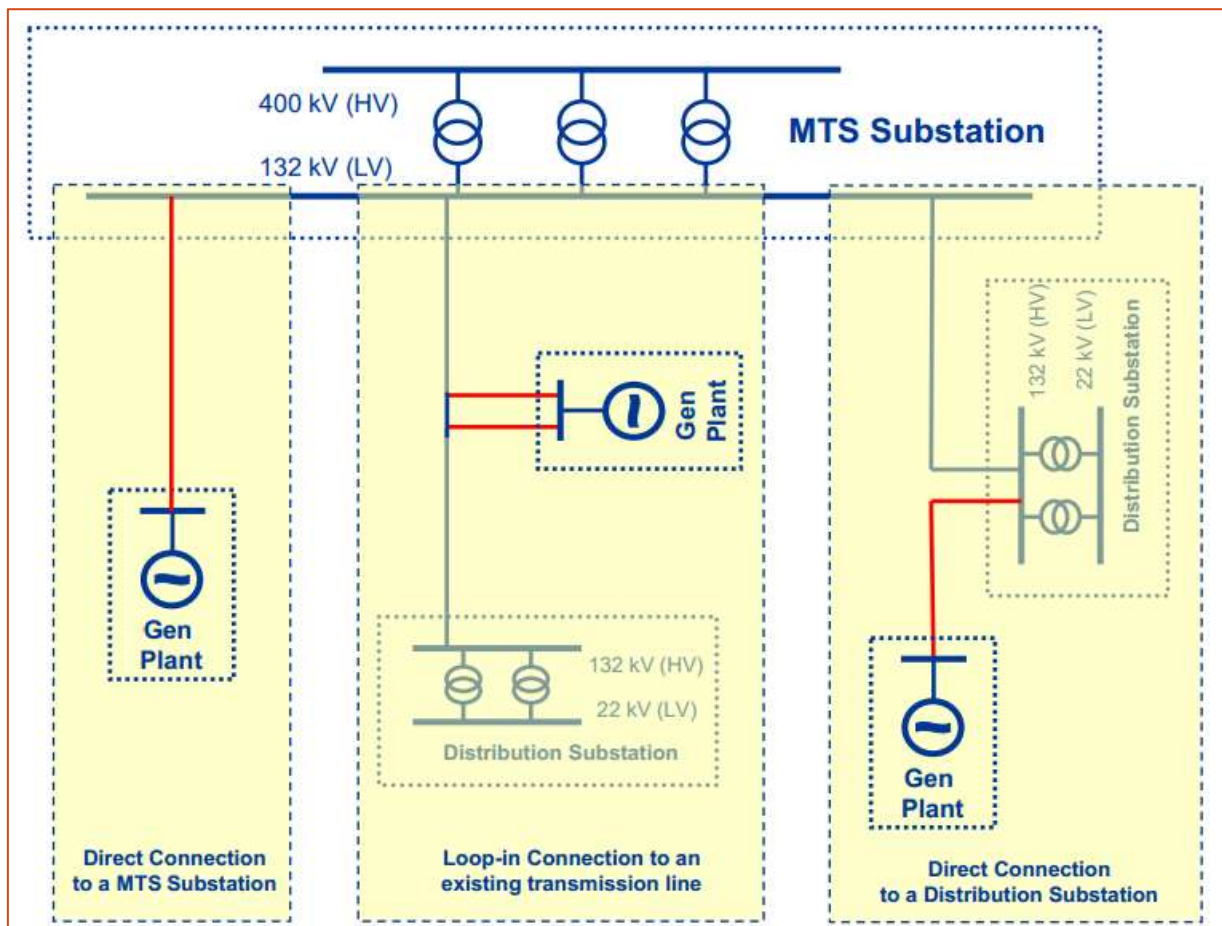 400 kV (HV)
MTS Substation
132 kV (LV)
Gen
Plant
Direct Connection
to a MTS Substation
Gen
Plant
132 kV (HV)
22 kV (LV)
Distribution Substation
Loop-in Connection to an
existing transmission line
132 kV (HV)
22 kV (LV)
Distribution Substation
Gen
Plant
Direct Connection
to a Distribution Substation